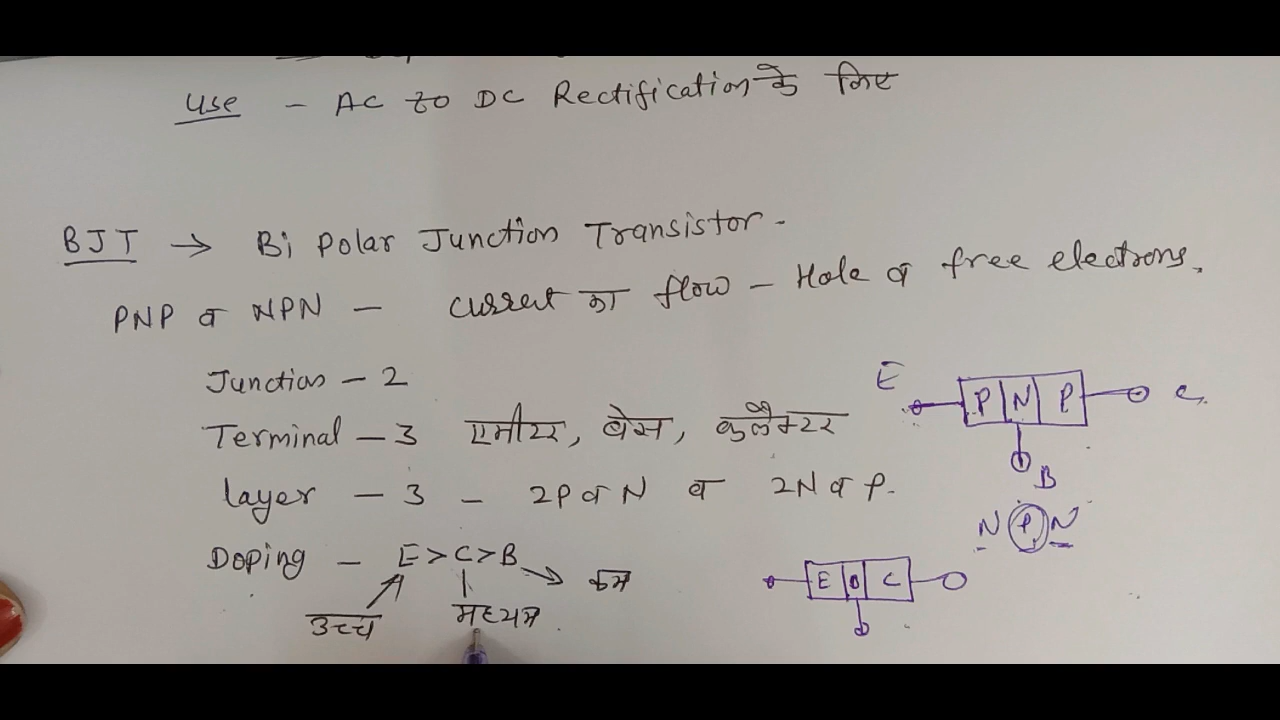 Use - AC to DC Rectification के लिए
BJT → Bi Polar Junction Transistor -
PNP व NPN - current का flow - Hole व free electrons.
Junction - 2
Terminal - 3 एमीटर, बेस, कलैक्टर
layer - 3 - 2P व N व 2N व P.
Doping - E > C > B → कम
उच्च मध्यम
E P N P C
B
N P N
E B C